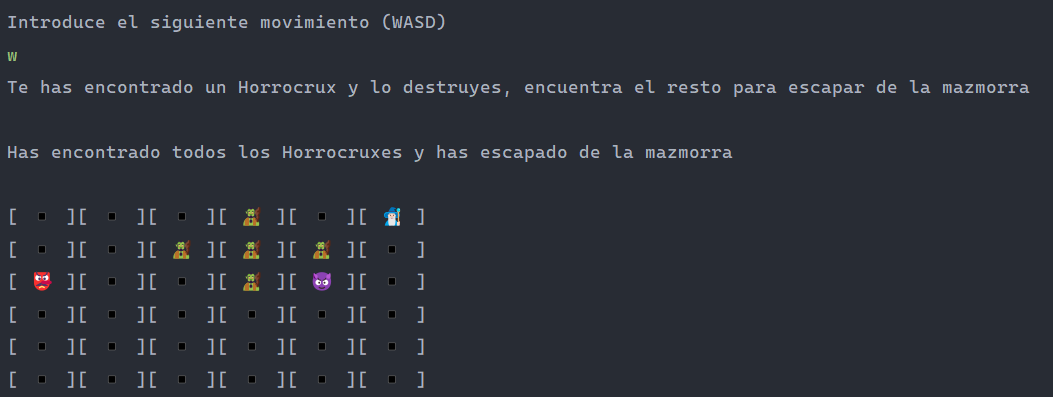 Introduce el siguiente movimiento (WASD)
w
Te has encontrado un Horrocrux y lo destruyes, encuentra el resto para escapar de la mazmorra
Has encontrado todos los Horrocruxes y has escapado de la mazmorra
[ ▪ ][ ▪ ][ ▪ ][ 🧌 ][ ▪ ][ 🧙‍♂️ ]
[ ▪ ][ ▪ ][ 🧌 ][ 🧌 ][ 🧌 ][ ▪ ]
[ 👹 ][ ▪ ][ ▪ ][ 🧌 ][ 😈 ][ ▪ ]
[ ▪ ][ ▪ ][ ▪ ][ ▪ ][ ▪ ][ ▪ ]
[ ▪ ][ ▪ ][ ▪ ][ ▪ ][ ▪ ][ ▪ ]
[ ▪ ][ ▪ ][ ▪ ][ ▪ ][ ▪ ][ ▪ ]